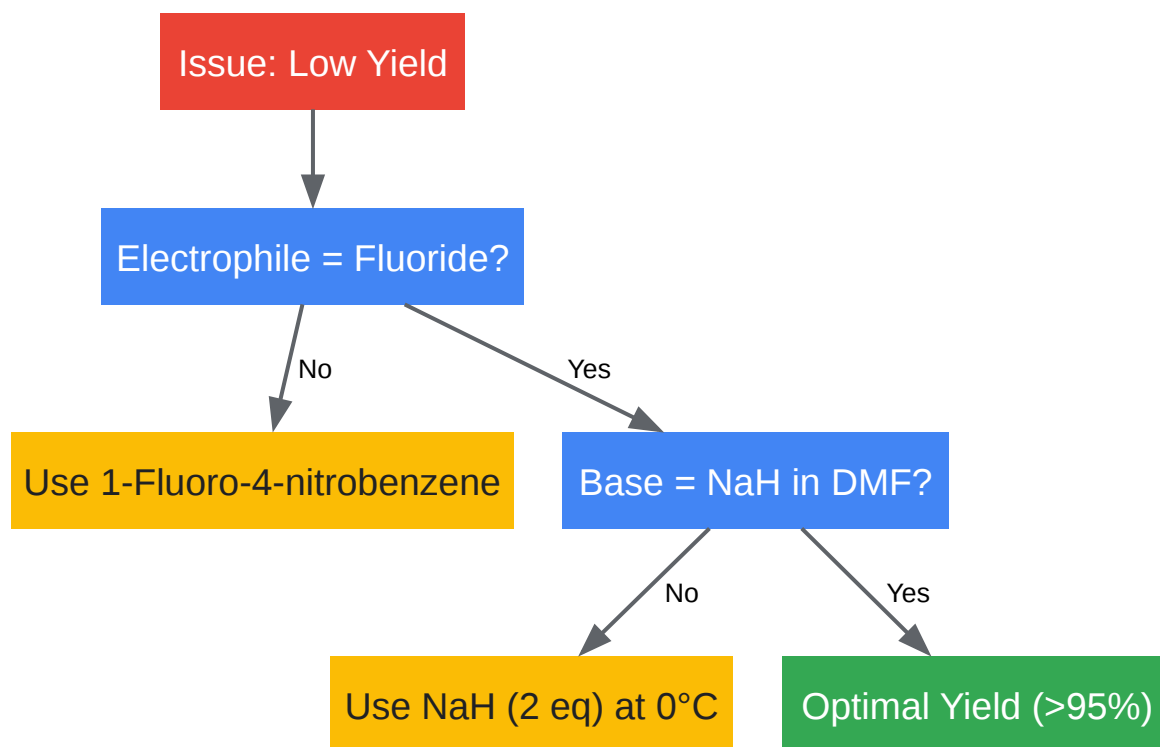 Issue: Low Yield
Electrophile = Fluoride?
No
Yes
Use 1-Fluoro-4-nitrobenzene
Base = NaH in DMF?
No
Yes
Use NaH (2 eq) at 0°C
Optimal Yield (>95%)